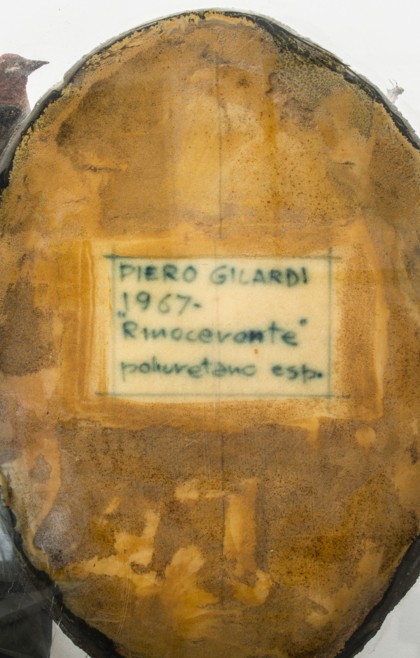 PIERO GILARDI
1967-
"Rinoceronte"
poliuretano esp.